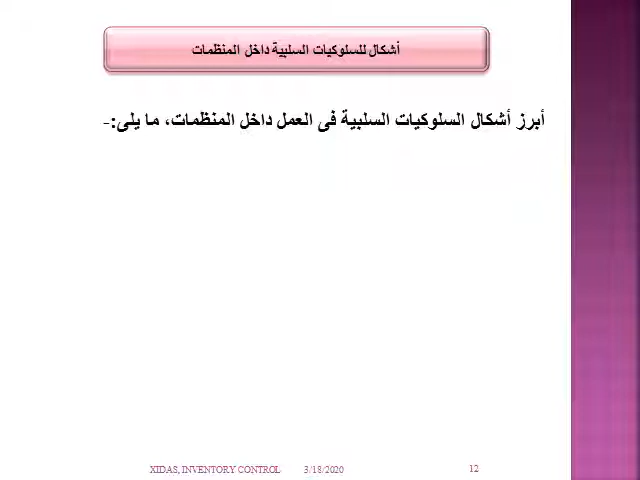 أشكال للسلوكيات السلبية داخل المنظمات
أبرز أشكال السلوكيات السلبية فى العمل داخل المنظمات، ما يلى:-
XIDAS, INVENTORY CONTROL 3/18/2020 12